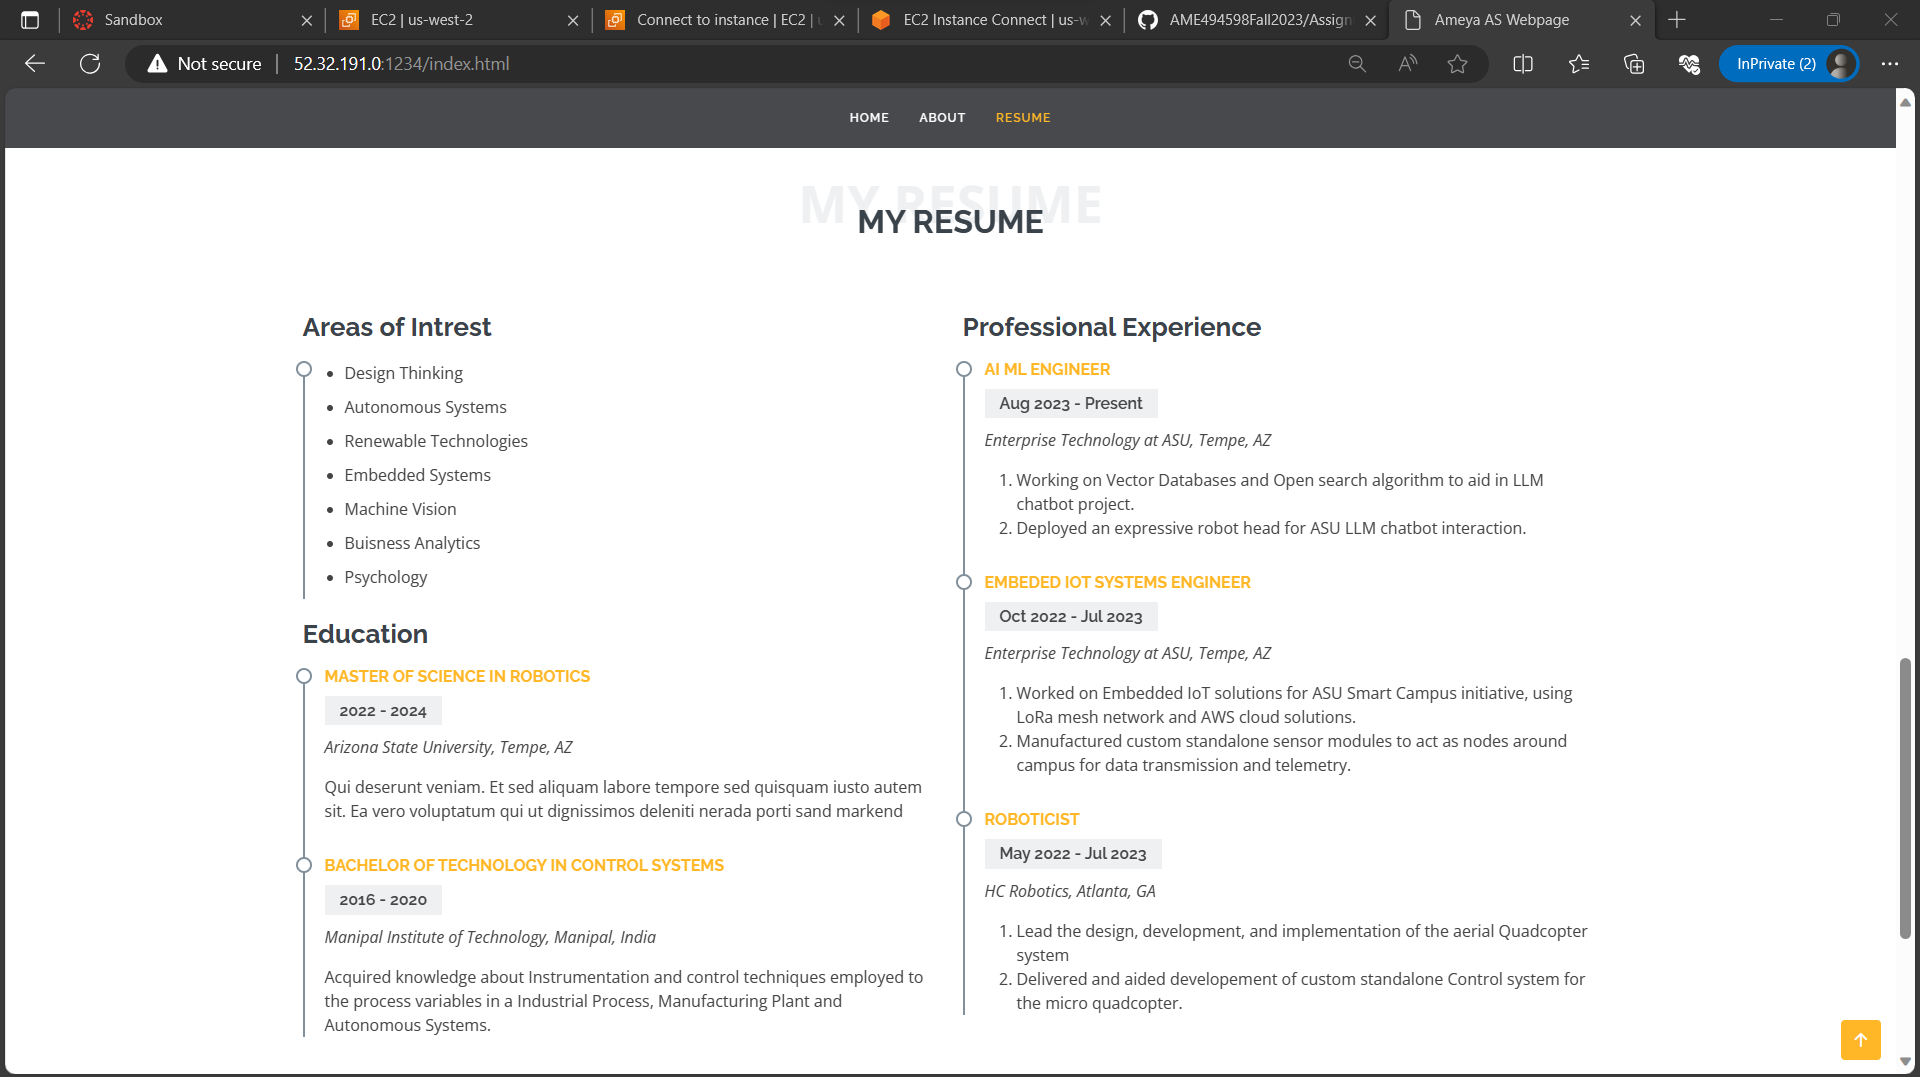 Sandbox
EC2 | us-west-2
Connect to instance | EC2 | u
EC2 Instance Connect | us-w
AME494598Fall2023/Assign
Ameya AS Webpage
Not secure
52.32.191.0:1234/index.html
InPrivate (2)
HOME
ABOUT
RESUME
MY RESUME
MY RESUME
Areas of Intrest
Design Thinking
Autonomous Systems
Renewable Technologies
Embedded Systems
Machine Vision
Buisness Analytics
Psychology
Education
MASTER OF SCIENCE IN ROBOTICS
2022 - 2024
Arizona State University, Tempe, AZ
Qui deserunt veniam. Et sed aliquam labore tempore sed quisquam iusto autem
sit. Ea vero voluptatum qui ut dignissimos deleniti nerada porti sand markend
BACHELOR OF TECHNOLOGY IN CONTROL SYSTEMS
2016 - 2020
Manipal Institute of Technology, Manipal, India
Acquired knowledge about Instrumentation and control techniques employed to
the process variables in a Industrial Process, Manufacturing Plant and
Autonomous Systems.
Professional Experience
AI ML ENGINEER
Aug 2023 - Present
Enterprise Technology at ASU, Tempe, AZ
1. Working on Vector Databases and Open search algorithm to aid in LLM
chatbot project.
2. Deployed an expressive robot head for ASU LLM chatbot interaction.
EMBEDED IOT SYSTEMS ENGINEER
Oct 2022 - Jul 2023
Enterprise Technology at ASU, Tempe, AZ
1. Worked on Embedded IoT solutions for ASU Smart Campus initiative, using
LoRa mesh network and AWS cloud solutions.
2. Manufactured custom standalone sensor modules to act as nodes around
campus for data transmission and telemetry.
ROBOTICIST
May 2022 - Jul 2023
HC Robotics, Atlanta, GA
1. Lead the design, development, and implementation of the aerial Quadcopter
system
2. Delivered and aided developement of custom standalone Control system for
the micro quadcopter.